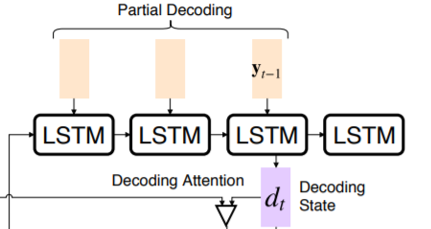 Partial Decoding
y_{t-1}
LSTM LSTM LSTM LSTM
Decoding Attention
d_t
Decoding
State